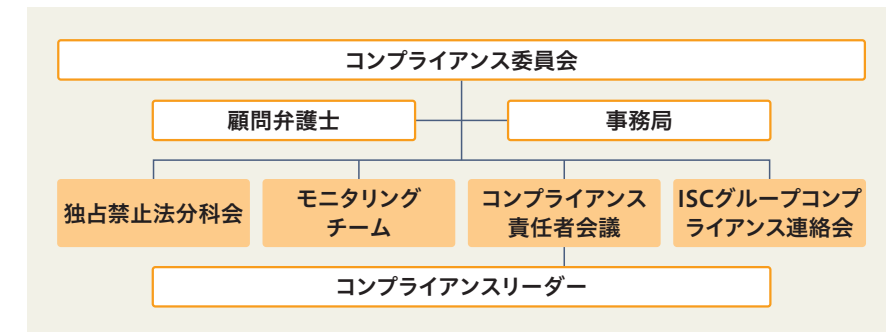 コンプライアンス委員会
顧問弁護士
事務局
独占禁止法分科会
モニタリング
チーム
コンプライアンス
責任者会議
ISCグループコンプ
ライアンス連絡会
コンプライアンスリーダー